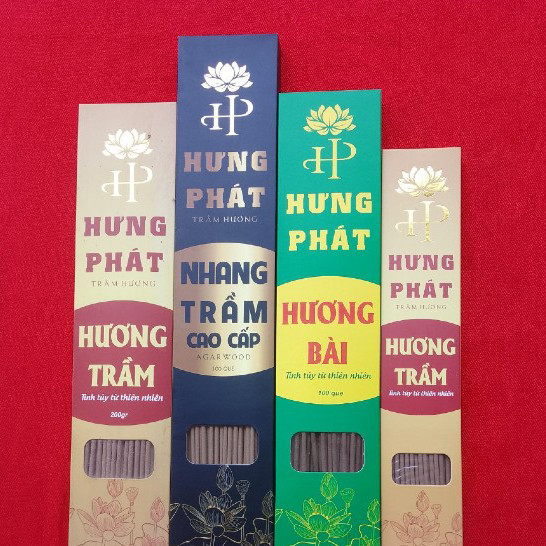 HP
HƯNG
PHÁT
TRẦM HƯƠNG
HƯƠNG
TRẦM
Tinh túy từ thiên nhiên
200gr
HP
HƯNG
PHÁT
TRẦM HƯƠNG
NHANG
TRẦM
CAO CẤP
AGARWOOD
100 QUE
HP
HƯNG
PHÁT
HƯƠNG
BÀI
Tinh túy từ thiên nhiên
100 que
HP
HƯNG
PHÁT
TRẦM HƯƠNG
HƯƠNG
TRẦM
Tinh túy từ thiên nhiên